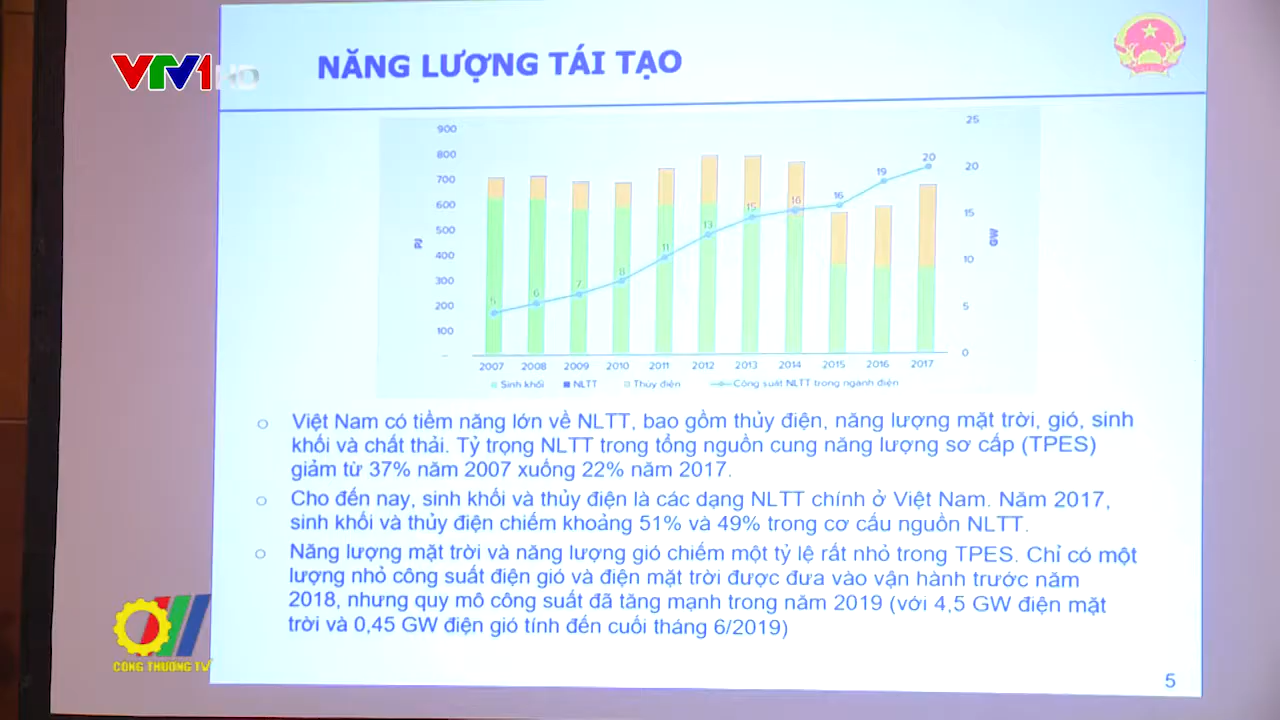 VTV1 HD
NĂNG LƯỢNG TÁI TẠO
900
800
700
600
500
400
300
200
100
PJ
25
20
15
10
5
0
GW
5
6
7
8
11
13
15
16
16
19
20
2007 2008 2009 2010 2011 2012 2013 2014 2015 2016 2017
Sinh khối NLTT Thủy điện Công suất NLTT trong ngành điện
o Việt Nam có tiềm năng lớn về NLTT, bao gồm thủy điện, năng lượng mặt trời, gió, sinh
khối và chất thải. Tỷ trọng NLTT trong tổng nguồn cung năng lượng sơ cấp (TPES)
giảm từ 37% năm 2007 xuống 22% năm 2017.
o Cho đến nay, sinh khối và thủy điện là các dạng NLTT chính ở Việt Nam. Năm 2017,
sinh khối và thủy điện chiếm khoảng 51% và 49% trong cơ cấu nguồn NLTT.
o Năng lượng mặt trời và năng lượng gió chiếm một tỷ lệ rất nhỏ trong TPES. Chỉ có một
lượng nhỏ công suất điện gió và điện mặt trời được đưa vào vận hành trước năm
2018, nhưng quy mô công suất đã tăng mạnh trong năm 2019 (với 4,5 GW điện mặt
trời và 0,45 GW điện gió tính đến cuối tháng 6/2019)
CÔNG THƯƠNG TV
5